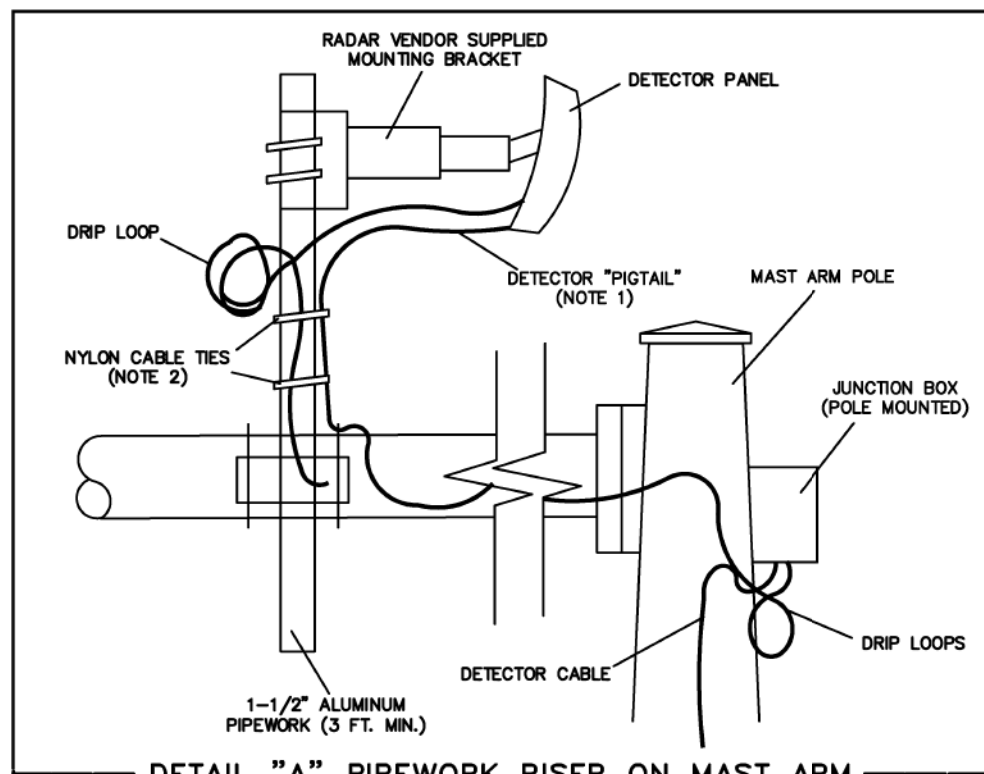 RADAR VENDOR SUPPLIED
MOUNTING BRACKET
DETECTOR PANEL
DRIP LOOP
DETECTOR "PIGTAIL"
(NOTE 1)
MAST ARM POLE
NYLON CABLE TIES
(NOTE 2)
JUNCTION BOX
(POLE MOUNTED)
DRIP LOOPS
DETECTOR CABLE
1-1/2" ALUMINUM
PIPEWORK (3 FT. MIN.)
DETAIL "A" PIPEWORK RISER ON MAST ARM